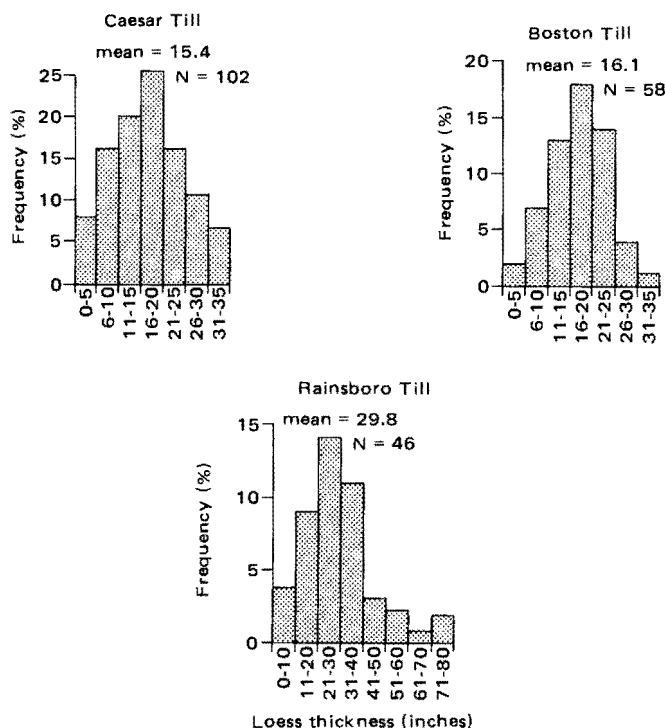 Caesar Till
mean = 15.4
N = 102
Frequency (%)
25
20
15
10
5
0
0-5
6-10
11-15
16-20
21-25
26-30
31-35
Boston Till
mean = 16.1
N = 58
Frequency (%)
20
15
10
5
0
0-5
6-10
11-15
16-20
21-25
26-30
31-35
Rainsboro Till
mean = 29.8
N = 46
Frequency (%)
15
10
5
0
0-10
11-20
21-30
31-40
41-50
51-60
61-70
71-80
Loess thickness (inches)